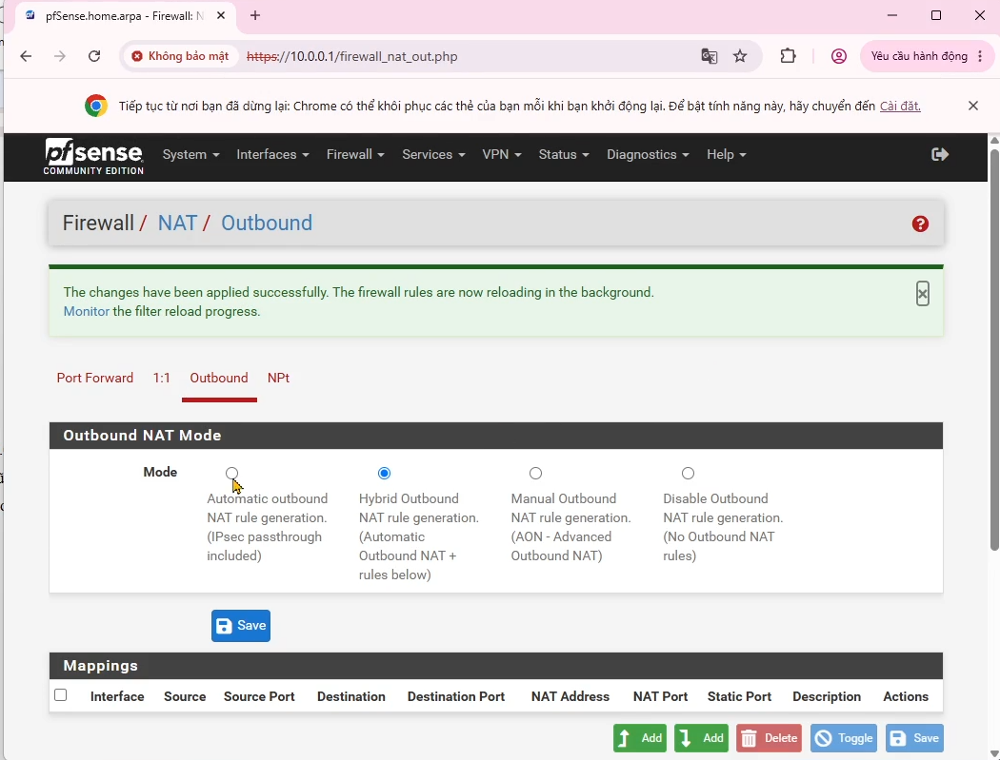 pfSense.home.arpa - Firewall: N
Không bảo mật
https://10.0.0.1/firewall_nat_out.php
Yêu cầu hành động
Tiếp tục từ nơi bạn đã dừng lại: Chrome có thể khôi phục các thẻ của bạn mỗi khi bạn khởi động lại. Để bật tính năng này, hãy chuyển đến Cài đặt.
pfsense
COMMUNITY EDITION
System Interfaces Firewall Services VPN Status Diagnostics Help
Firewall / NAT / Outbound
The changes have been applied successfully. The firewall rules are now reloading in the background.
Monitor the filter reload progress.
Port Forward 1:1 Outbound NPt
Outbound NAT Mode
Mode
Automatic outbound
NAT rule generation.
(IPsec passthrough
included)
Hybrid Outbound
NAT rule generation.
(Automatic
Outbound NAT +
rules below)
Manual Outbound
NAT rule generation.
(AON - Advanced
Outbound NAT)
Disable Outbound
NAT rule generation.
(No Outbound NAT
rules)
Save
Mappings
Interface Source Source Port Destination Destination Port NAT Address NAT Port Static Port Description Actions
Add Add Delete Toggle Save